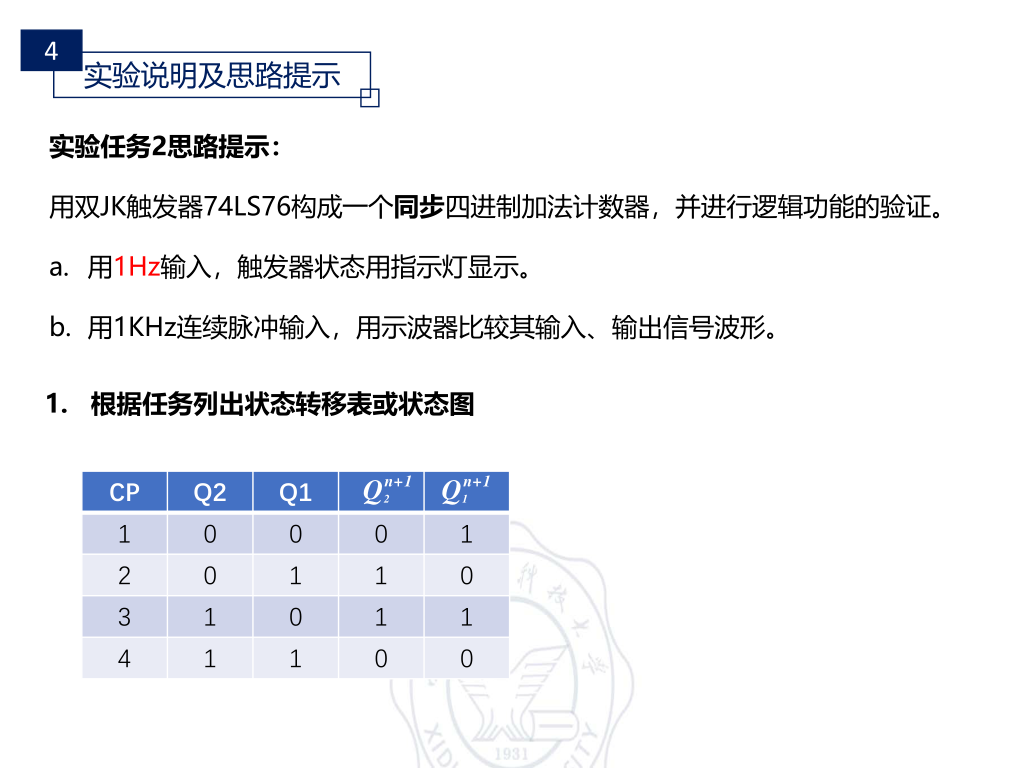 4
实验说明及思路提示
实验任务2思路提示：
用双JK触发器74LS76构成一个同步四进制加法计数器，并进行逻辑功能的验证。
a. 用1Hz输入，触发器状态用指示灯显示。
b. 用1KHz连续脉冲输入，用示波器比较其输入、输出信号波形。
1. 根据任务列出状态转移表或状态图
CP Q2 Q1 Q₂ⁿ⁺¹ Q₁ⁿ⁺¹
1 0 0 0 1
2 0 1 1 0
3 1 0 1 1
4 1 1 0 0
1931